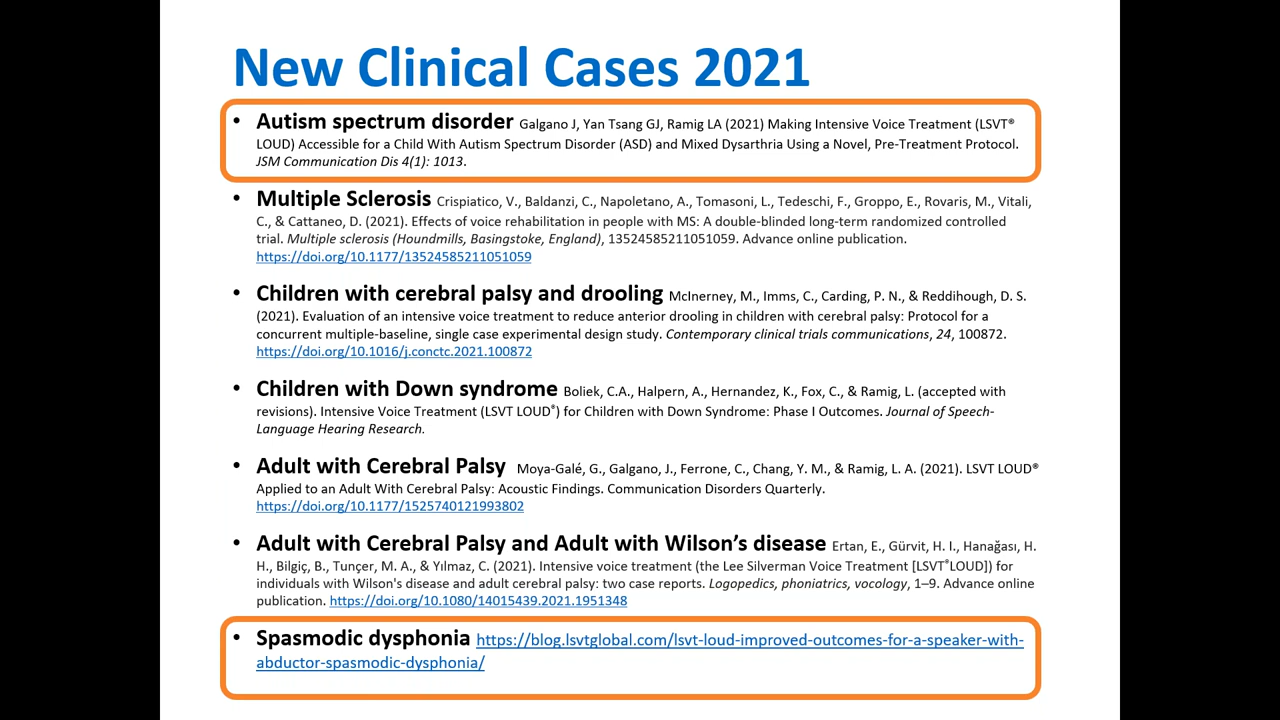 New Clinical Cases 2021
• Autism spectrum disorder Galgano J, Yan Tsang GJ, Ramig LA (2021) Making Intensive Voice Treatment (LSVT®
LOUD) Accessible for a Child With Autism Spectrum Disorder (ASD) and Mixed Dysarthria Using a Novel, Pre-Treatment Protocol.
JSM Communication Dis 4(1): 1013.
• Multiple Sclerosis Crispiatico, V., Baldanzi, C., Napoletano, A., Tomasoni, L., Tedeschi, F., Groppo, E., Rovaris, M., Vitali,
C., & Cattaneo, D. (2021). Effects of voice rehabilitation in people with MS: A double-blinded long-term randomized controlled
trial. Multiple sclerosis (Houndmills, Basingstoke, England), 13524585211051059. Advance online publication.
https://doi.org/10.1177/13524585211051059
• Children with cerebral palsy and drooling McInerney, M., Imms, C., Carding, P. N., & Reddihough, D. S.
(2021). Evaluation of an intensive voice treatment to reduce anterior drooling in children with cerebral palsy: Protocol for a
concurrent multiple-baseline, single case experimental design study. Contemporary clinical trials communications, 24, 100872.
https://doi.org/10.1016/j.conctc.2021.100872
• Children with Down syndrome Boliek, C.A., Halpern, A., Hernandez, K., Fox, C., & Ramig, L. (accepted with
revisions). Intensive Voice Treatment (LSVT LOUD®) for Children with Down Syndrome: Phase I Outcomes. Journal of Speech-
Language Hearing Research.
• Adult with Cerebral Palsy Moya-Galé, G., Galgano, J., Ferrone, C., Chang, Y. M., & Ramig, L. A. (2021). LSVT LOUD®
Applied to an Adult With Cerebral Palsy: Acoustic Findings. Communication Disorders Quarterly.
https://doi.org/10.1177/1525740121993802
• Adult with Cerebral Palsy and Adult with Wilson’s disease Ertan, E., Gürvit, H. I., Hanağası, H.
H., Bilgiç, B., Tunçer, M. A., & Yılmaz, C. (2021). Intensive voice treatment (the Lee Silverman Voice Treatment [LSVT®LOUD]) for
individuals with Wilson's disease and adult cerebral palsy: two case reports. Logopedics, phoniatrics, vocology, 1–9. Advance online
publication. https://doi.org/10.1080/14015439.2021.1951348
• Spasmodic dysphonia https://blog.lsvtglobal.com/lsvt-loud-improved-outcomes-for-a-speaker-with-
abductor-spasmodic-dysphonia/